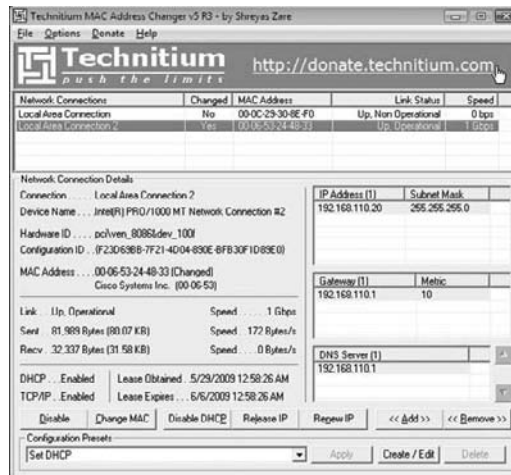 Technitium MAC Address Changer v5 R3 - by Shreyas Zare
File Options Donate Help
Technitium
push the limits
http://donate.technitium.com
Network Connections Changed MAC Address Link Status Speed
Local Area Connection No 00-0C-29-30-8E-F0 Up, Non Operational 0 bps
Local Area Connection 2 Yes 00-06-53-24-48-33 Up, Operational 1 Gbps
Network Connection Details
Connection . . . . . Local Area Connection 2
Device Name . . . Intel(R) PRO/1000 MT Network Connection #2
Hardware ID . . . . pci\ven_8086&dev_100f
Configuration ID . . {F23D69BB-7F21-4D04-890E-BFB30F1D89E0}
MAC Address . . . .00-06-53-24-48-33 (Changed)
Cisco Systems Inc. (00-06-53)
Link . . .Up, Operational Speed . . . . . .1 Gbps
Sent . .81,989 Bytes (80.07 KB) Speed . .172 Bytes/s
Recv . .32,337 Bytes (31.58 KB) Speed . . . .0 Bytes/s
DHCP . . .Enabled Lease Obtained . .5/29/2009 12:58:26 AM
TCP/IP . .Enabled Lease Expires . . .6/6/2009 12:58:26 AM
IP Address (1) Subnet Mask
192.168.110.20 255.255.255.0
Gateway (1) Metric
192.168.110.1 10
DNS Server (1)
192.168.110.1
Disable Change MAC Disable DHCP Release IP Renew IP << Add >> << Remove >>
Configuration Presets
Set DHCP Apply Create / Edit Delete